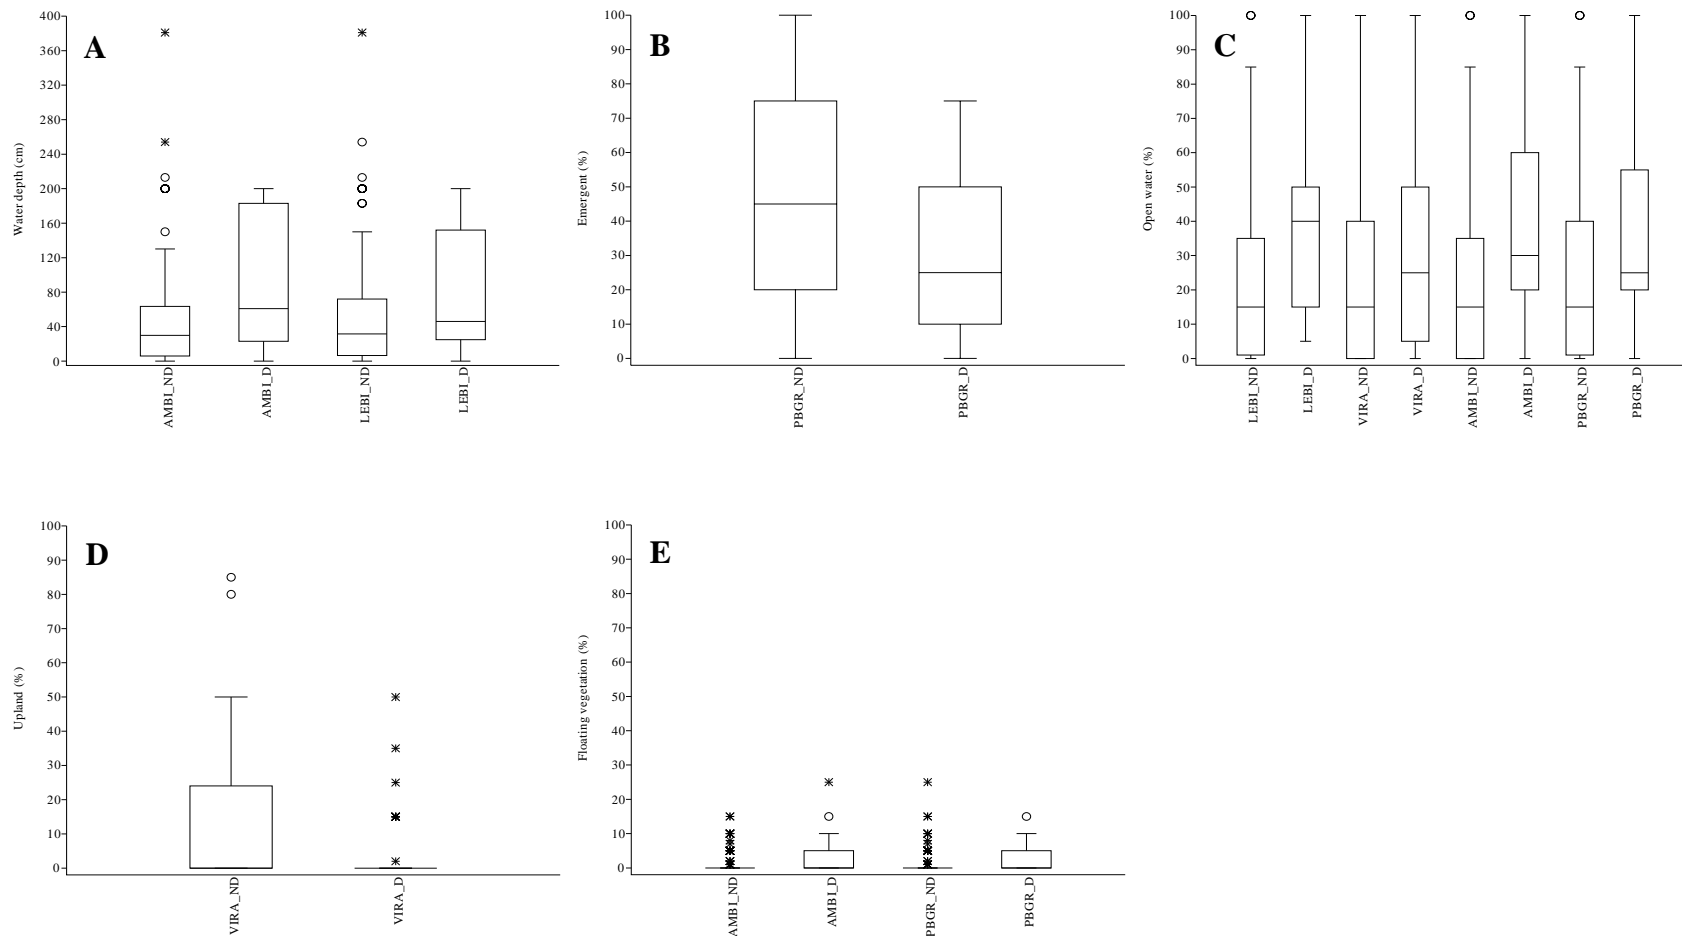 A
Water depth (cm)
400
360
320
280
240
200
160
120
80
40
0
AMBI_ND
AMBI_D
LEBI_ND
LEBI_D
B
Emergent (%)
100
90
80
70
60
50
40
30
20
10
0
PBGR_ND
PBGR_D
C
Open water (%)
100
90
80
70
60
50
40
30
20
10
0
LEBI_ND
LEBI_D
VIRA_ND
VIRA_D
AMBI_ND
AMBI_D
PBGR_ND
PBGR_D
D
Upland (%)
100
90
80
70
60
50
40
30
20
10
0
VIRA_ND
VIRA_D
E
Floating vegetation (%)
100
90
80
70
60
50
40
30
20
10
0
AMBI_ND
AMBI_D
PBGR_ND
PBGR_D